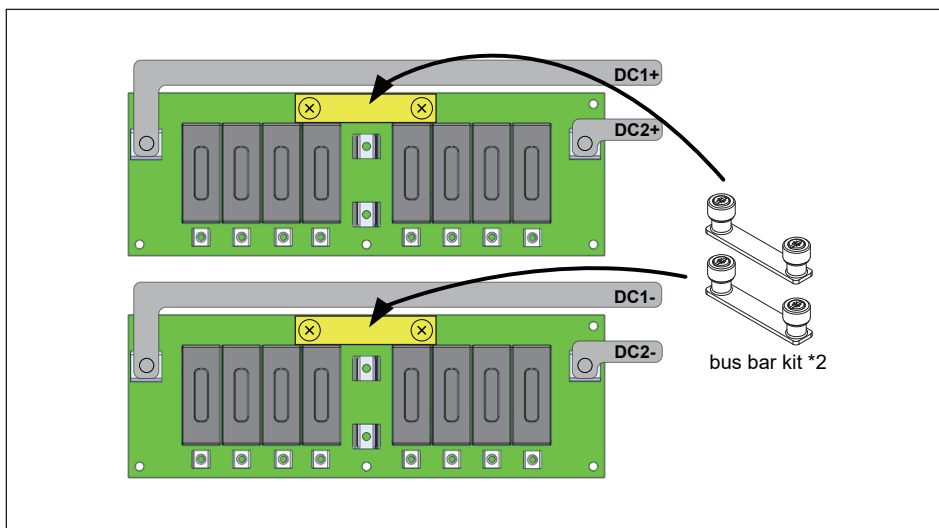 DC1+
DC2+
DC1-
DC2-
bus bar kit *2